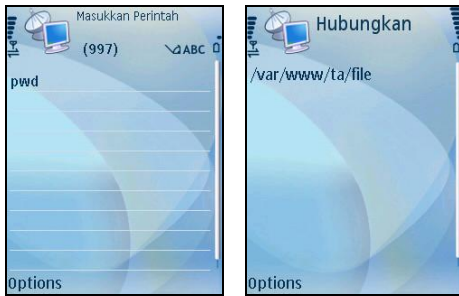 Masukkan Perintah
(997)
ABC
pwd
Options
Hubungkan
/var/www/ta/file
Options